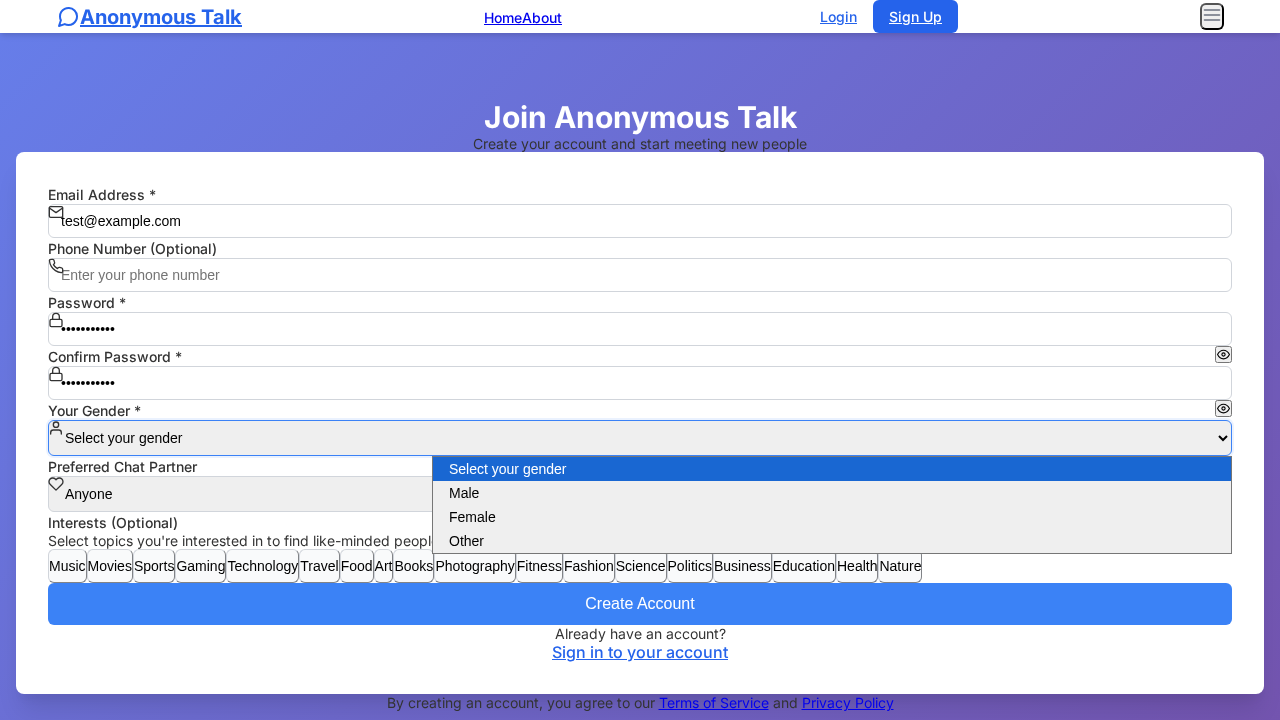 Anonymous Talk
HomeAbout
Login
Sign Up
Join Anonymous Talk
Create your account and start meeting new people
Email Address *
test@example.com
Phone Number (Optional)
Enter your phone number
Password *
•••••••••••
Confirm Password *
•••••••••••
Your Gender *
Select your gender
Select your gender
Male
Female
Other
Preferred Chat Partner
Anyone
Interests (Optional)
Select topics you're interested in to find like-minded
Music Movies Sports Gaming Technology Travel Food Art Books Photography Fitness Fashion Science Politics Business Education Health Nature
Create Account
Already have an account?
Sign in to your account
By creating an account, you agree to our Terms of Service and Privacy Policy